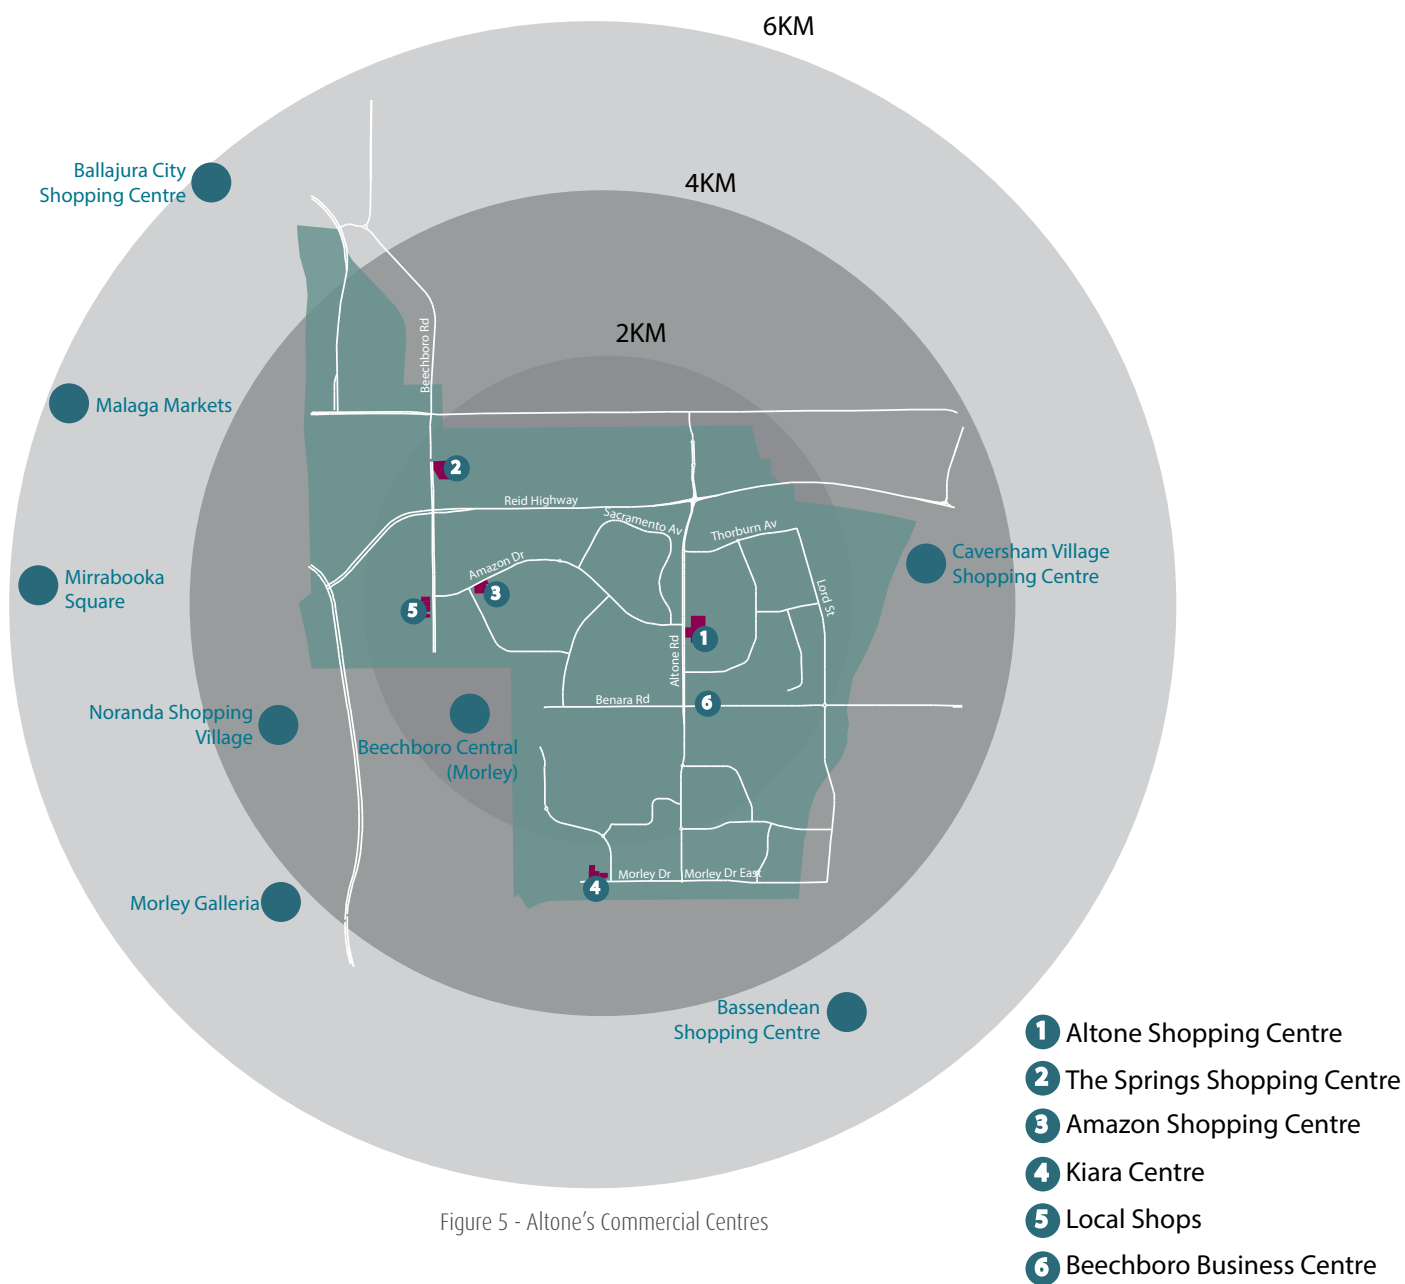 6KM
4KM
2KM
Ballajura City
Shopping Centre
Malaga Markets
Mirrabooka
Square
Noranda Shopping
Village
Morley Galleria
Beechboro Central
(Morley)
Caversham Village
Shopping Centre
Bassendean
Shopping Centre
Beechboro Rd
Reid Highway
Sacramento Av
Thorburn Av
Amazon Dr
Lord St
Altone Rd
Benara Rd
Morley Dr
Morley Dr East
2
3
5
1
6
4
1 Altone Shopping Centre
2 The Springs Shopping Centre
3 Amazon Shopping Centre
4 Kiara Centre
5 Local Shops
6 Beechboro Business Centre
Figure 5 - Altone's Commercial Centres